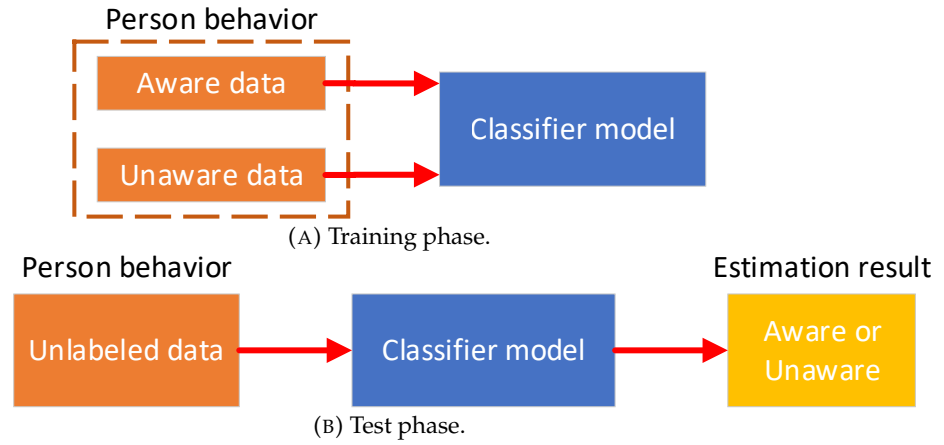 Person behavior
Aware data
Classifier model
Unaware data
(A) Training phase.
Person behavior
Estimation result
Unlabeled data
Classifier model
Aware or
Unaware
(B) Test phase.